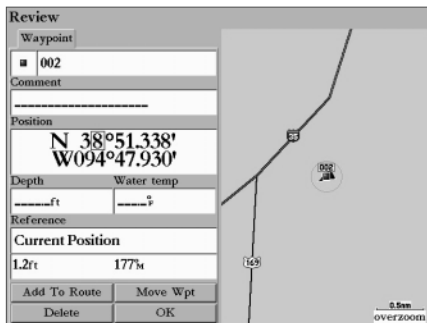 Review
Waypoint
002
Comment
Position
N 38°51.338'
W094°47.930'
Depth Water temp
ft °F
Reference
Current Position
1.2ft 177°M
Add To Route Move Wpt
Delete OK
002
169
0.5nm
overzoom